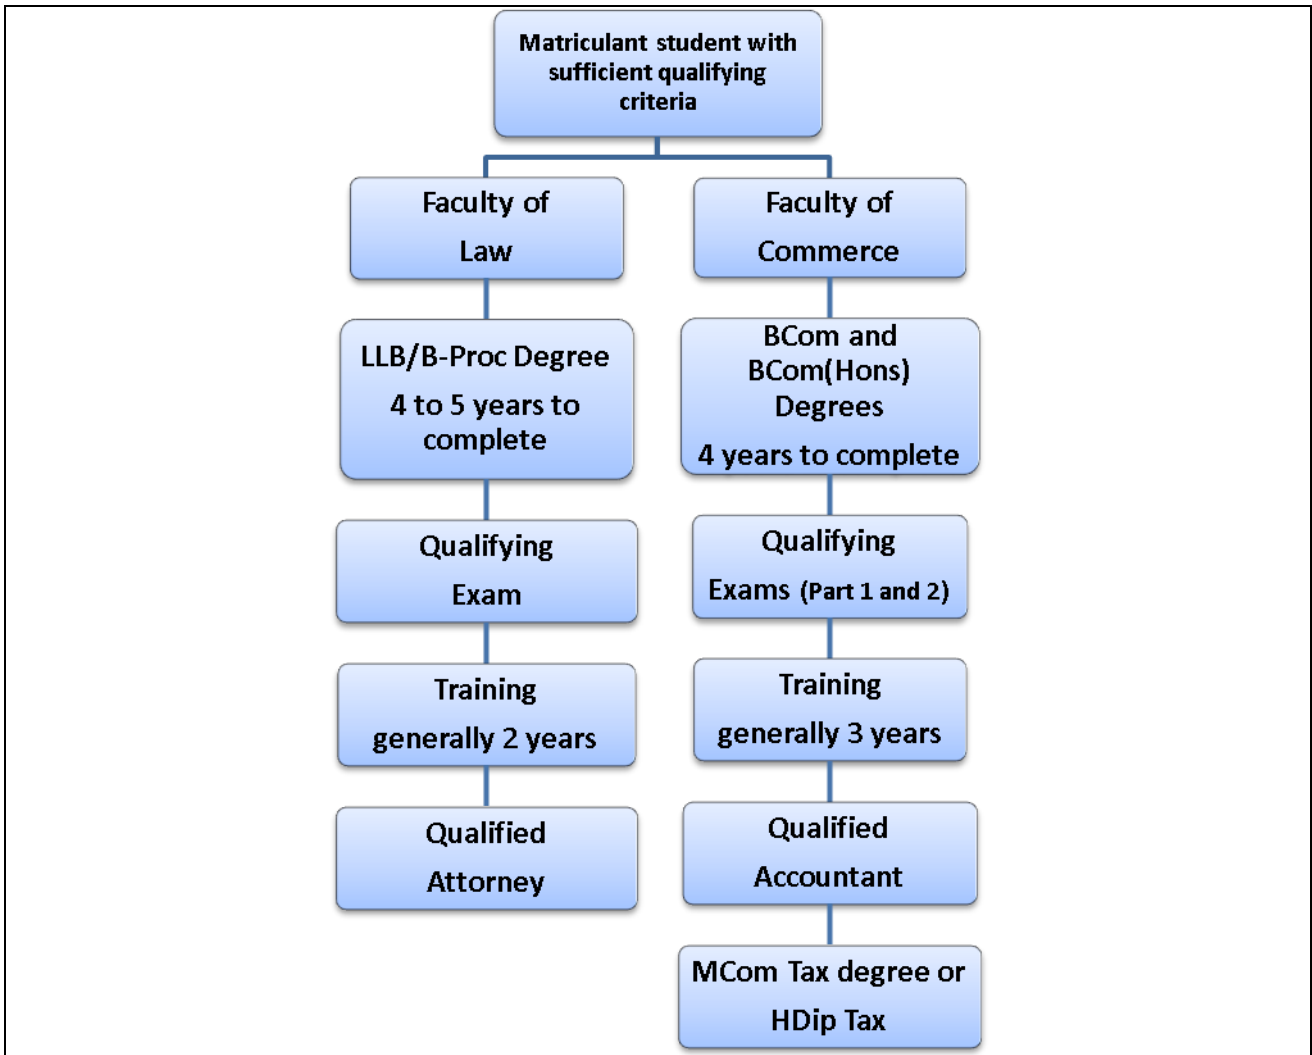 Matriculant student with
sufficient qualifying
criteria
Faculty of
Law
LLB/B-Proc Degree
4 to 5 years to
complete
Qualifying
Exam
Training
generally 2 years
Qualified
Attorney
Faculty of
Commerce
BCom and
BCom(Hons)
Degrees
4 years to complete
Qualifying
Exams (Part 1 and 2)
Training
generally 3 years
Qualified
Accountant
MCom Tax degree or
HDip Tax